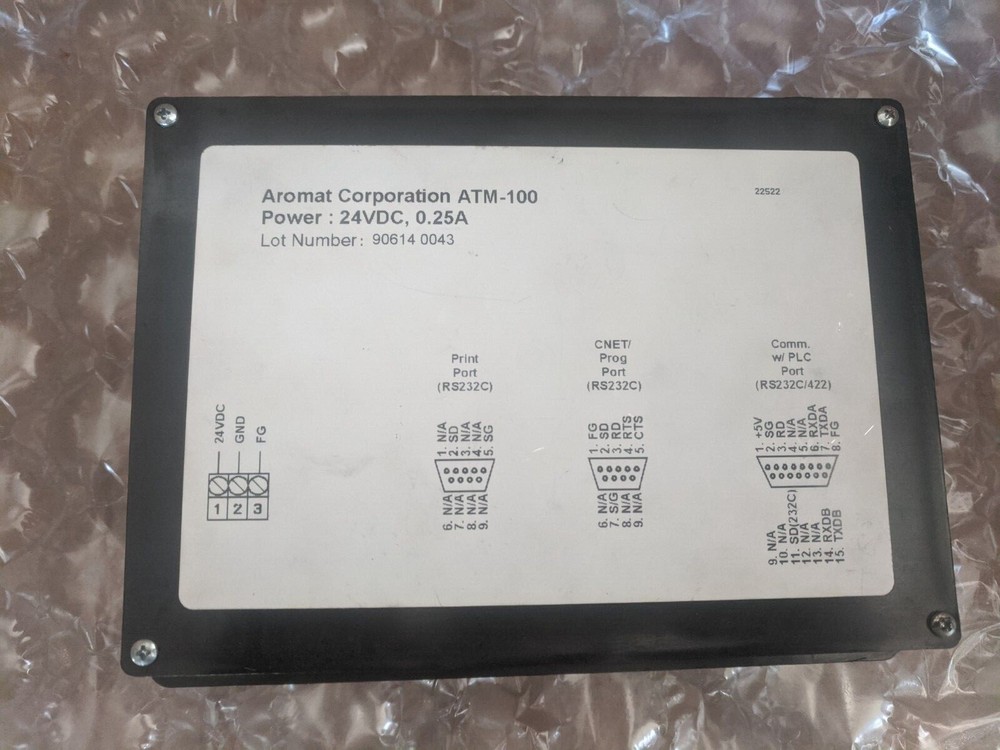 Aromat Corporation ATM-100
Power : 24VDC, 0.25A
Lot Number: 90614 0043
22522
24VDC
GND
FG
1 2 3
Print
Port
(RS232C)
1. N/A
2. SD
3. N/A
4. N/A
5. SG
6. N/A
7. N/A
8. N/A
9. N/A
CNET/
Prog
Port
(RS232C)
1. FG
2. SD
3. RD
4. RTS
5. CTS
6. N/A
7. S/G
8. N/A
9. N/A
Comm.
w/ PLC
Port
(RS232C/422)
1. +5V
2. SG
3. RD
4. N/A
5. N/A
6. RXDA
7. TXDA
8. FG
9. N/A
10. N/A
11. SD(232C)
12. N/A
13. N/A
14. RXDB
15. TXDB